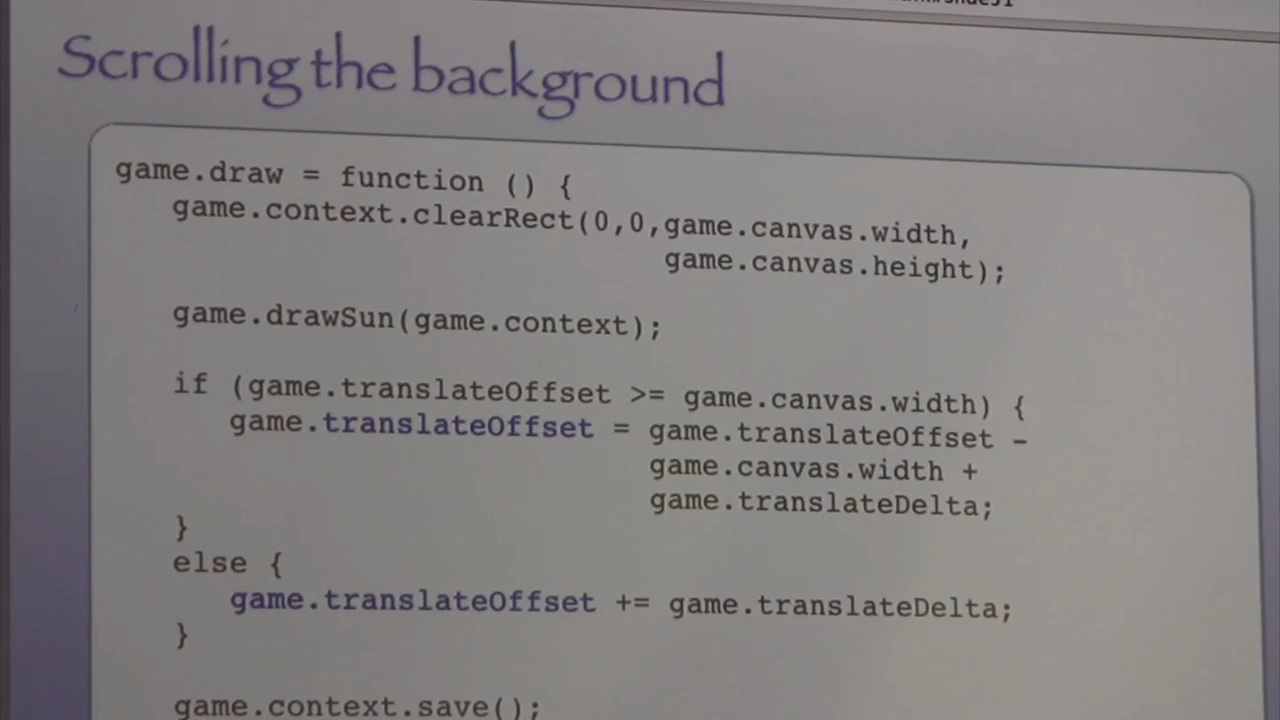 Scrolling the background
game.draw = function () {
game.context.clearRect(0,0,game.canvas.width,
game.canvas.height);
game.drawSun(game.context);
if (game.translateOffset >= game.canvas.width) {
game.translateOffset = game.translateOffset -
game.canvas.width +
game.translateDelta;
}
else {
game.translateOffset += game.translateDelta;
}
game.context.save();